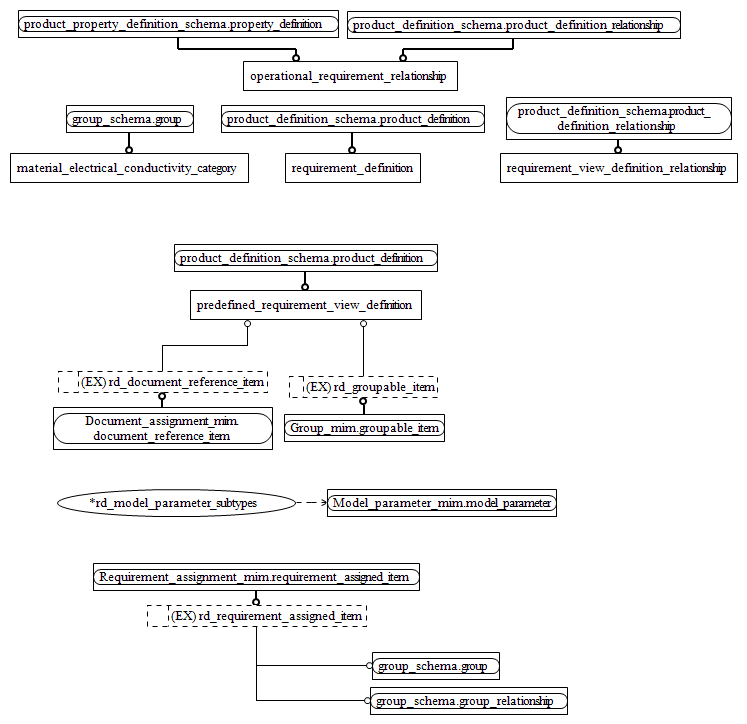 product_property_definition_schema.property_definition
product_definition_schema.product_definition_relationship
operational_requirement_relationship
group_schema.group
product_definition_schema.product_definition
product_definition_schema.product_
definition_relationship
material_electrical_conductivity_category
requirement_definition
requirement_view_definition_relationship
product_definition_schema.product_definition
predefined_requirement_view_definition
(EX) rd_document_reference_item
(EX) rd_groupable_item
Document_assignment_mim.
document_reference_item
Group_mim.groupable_item
*rd_model_parameter_subtypes
Model_parameter_mim.model_parameter
Requirement_assignment_mim.requirement_assigned_item
(EX) rd_requirement_assigned_item
group_schema.group
group_schema.group_relationship